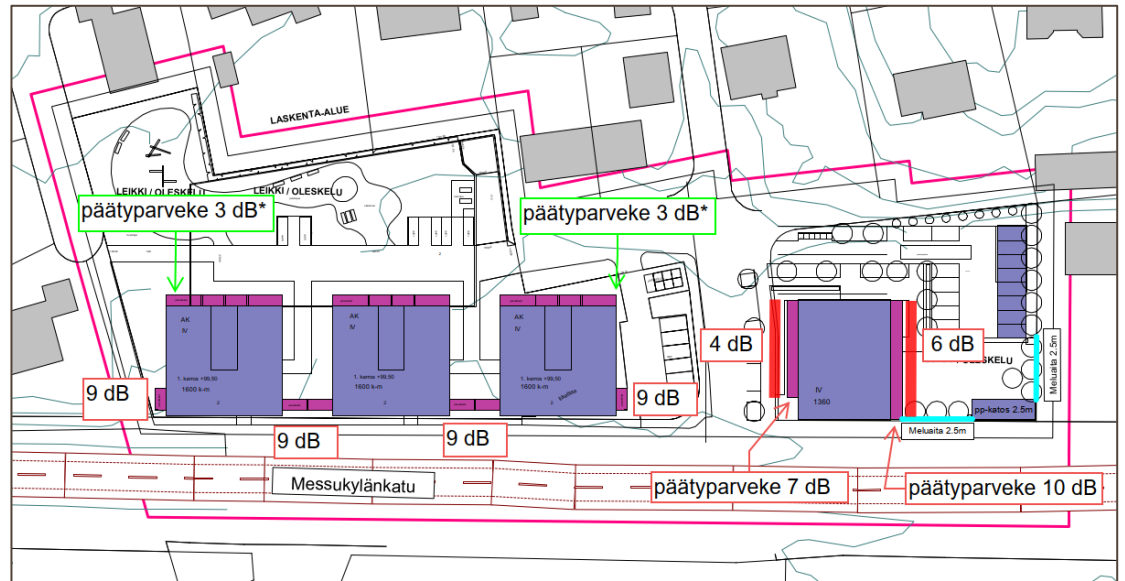 LASKENTA-ALUE
LEIKKI / OLESKELU
LEIKKI / OLESKELU
päätyparveke 3 dB*
päätyparveke 3 dB*
AK
IV
1. kerros +99,50
1600 k-m
AK
IV
1. kerros +99,50
1600 k-m
AK
IV
1. kerros +99,50
1600 k-m
4 dB
6 dB
OLESKELU
Meluaita 2.5m
9 dB
9 dB
9 dB
9 dB
IV
1360
pp-katos 2.5m
Meluaita 2.5m
Messukylänkatu
päätyparveke 7 dB
päätyparveke 10 dB